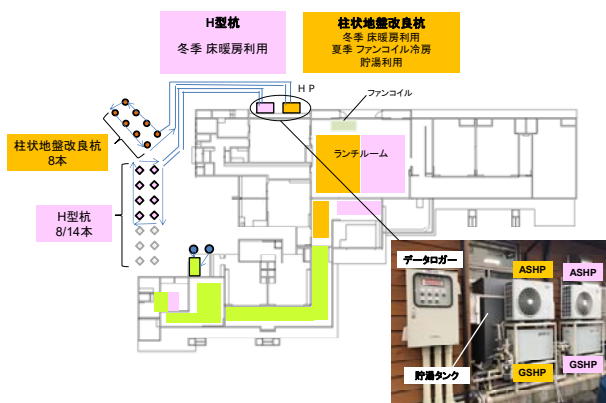 H型杭
冬季 床暖房利用
柱状地盤改良杭
冬季 床暖房利用
夏季 ファンコイル冷房
貯湯利用
HP
ファンコイル
柱状地盤改良杭
8本
ランチルーム
H型杭
8/14本
データロガー
ASHP
ASHP
貯湯タンク
GSHP
GSHP